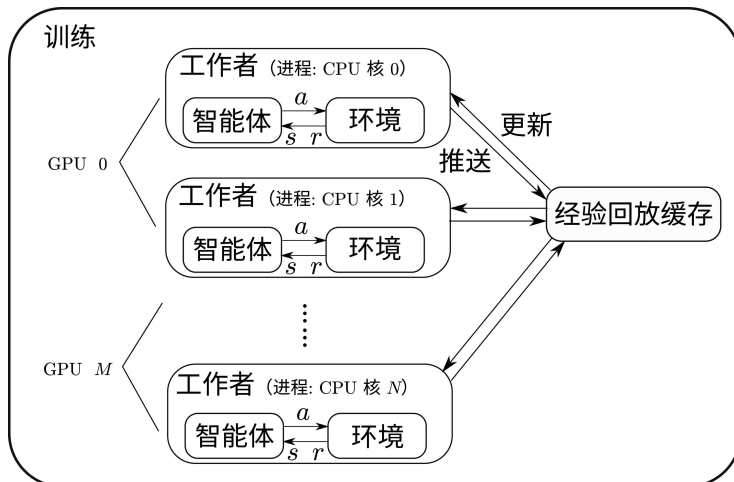 训练
工作者 (进程: CPU 核 0)
a
智能体 环境
s r
更新
推送
GPU 0
工作者 (进程: CPU 核 1)
a
智能体 环境
s r
经验回放缓存
......
GPU M
工作者 (进程: CPU 核 N)
a
智能体 环境
s r